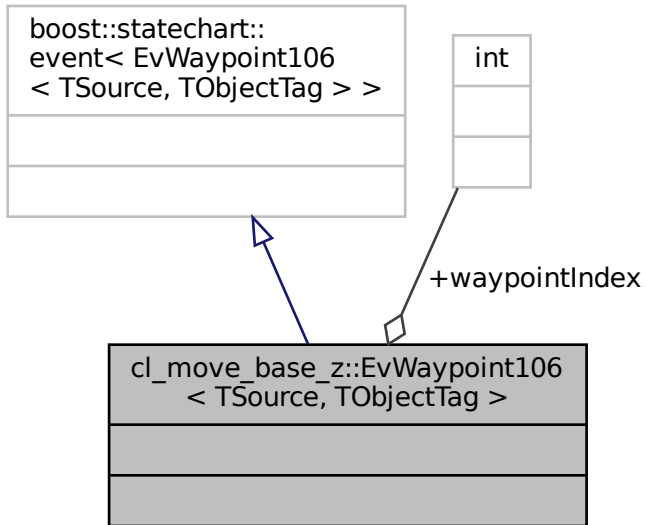 boost::statechart::
event< EvWaypoint106
< TSource, TObjectTag > >
int
+waypointIndex
cl_move_base_z::EvWaypoint106
< TSource, TObjectTag >